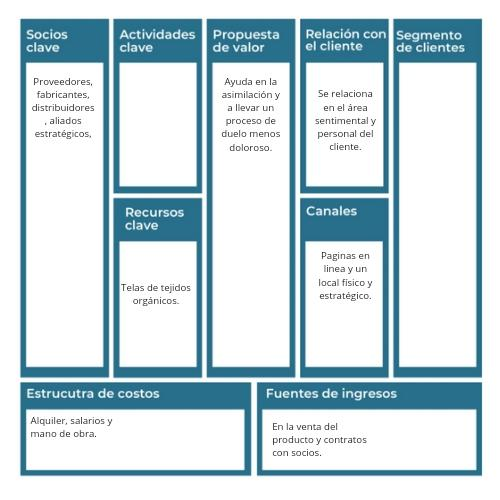 Socios
clave
Proveedores,
fabricantes,
distribuidores
, aliados
estratégicos,
Actividades
clave
Recursos
clave
Telas de tejidos
orgánicos.
Propuesta
de valor
Ayuda en la
asimilación y
a llevar un
proceso de
duelo menos
doloroso.
Relación con
el cliente
Se relaciona
en el área
sentimental y
personal del
cliente.
Canales
Paginas en
linea y un
local físico y
estratégico.
Segmento
de clientes
Estrucutra de costos
Alquiler, salarios y
mano de obra.
Fuentes de ingresos
En la venta del
producto y contratos
con socios.